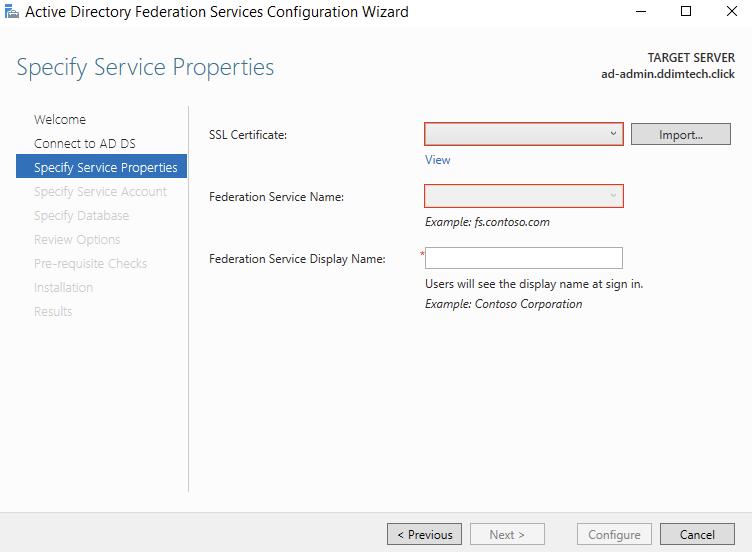 Active Directory Federation Services Configuration Wizard
Specify Service Properties
TARGET SERVER
ad-admin.ddimtech.click
Welcome
Connect to AD DS
Specify Service Properties
Specify Service Account
Specify Database
Review Options
Pre-requisite Checks
Installation
Results
SSL Certificate:
Import...
View
Federation Service Name:
Example: fs.contoso.com
Federation Service Display Name:
*
Users will see the display name at sign in.
Example: Contoso Corporation
< Previous
Next >
Configure
Cancel